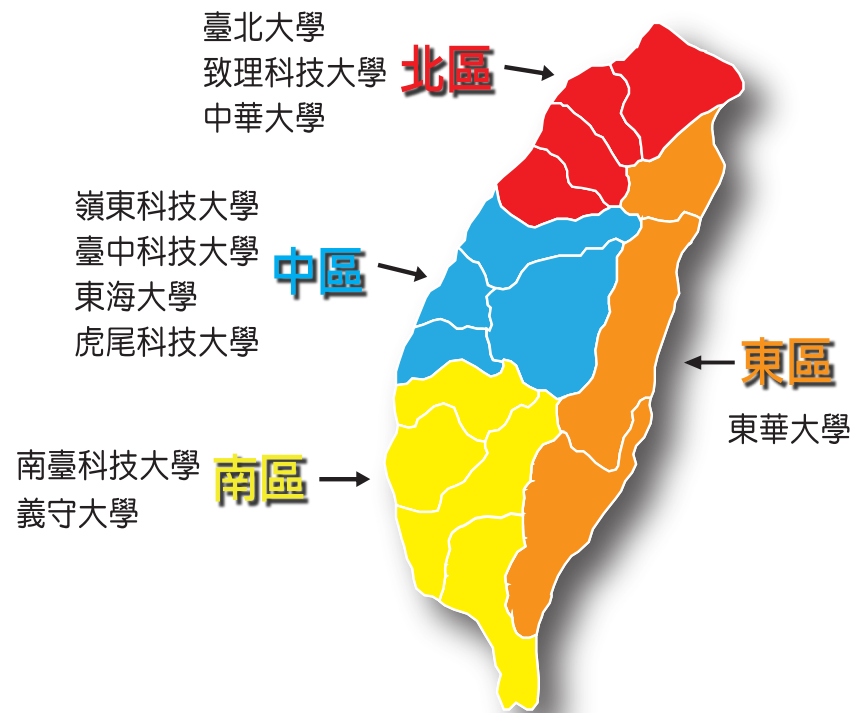 臺北大學
致理科技大學
中華大學
北區
嶺東科技大學
臺中科技大學
東海大學
虎尾科技大學
中區
東區
東華大學
南臺科技大學
義守大學
南區